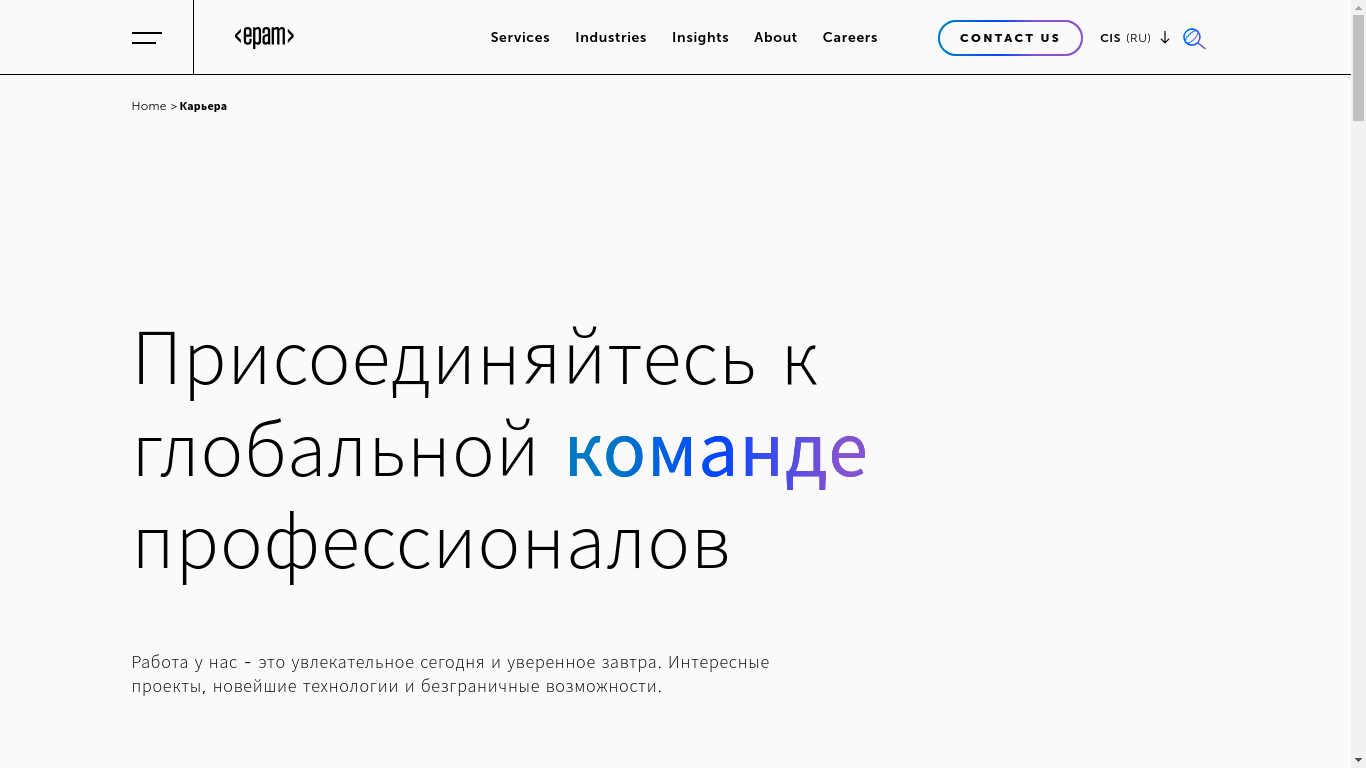 <epam>
Services Industries Insights About Careers
CONTACT US
CIS (RU)
Home > Карьера
Присоединяйтесь к
глобальной команде
профессионалов
Работа у нас - это увлекательное сегодня и уверенное завтра. Интересные
проекты, новейшие технологии и безграничные возможности.